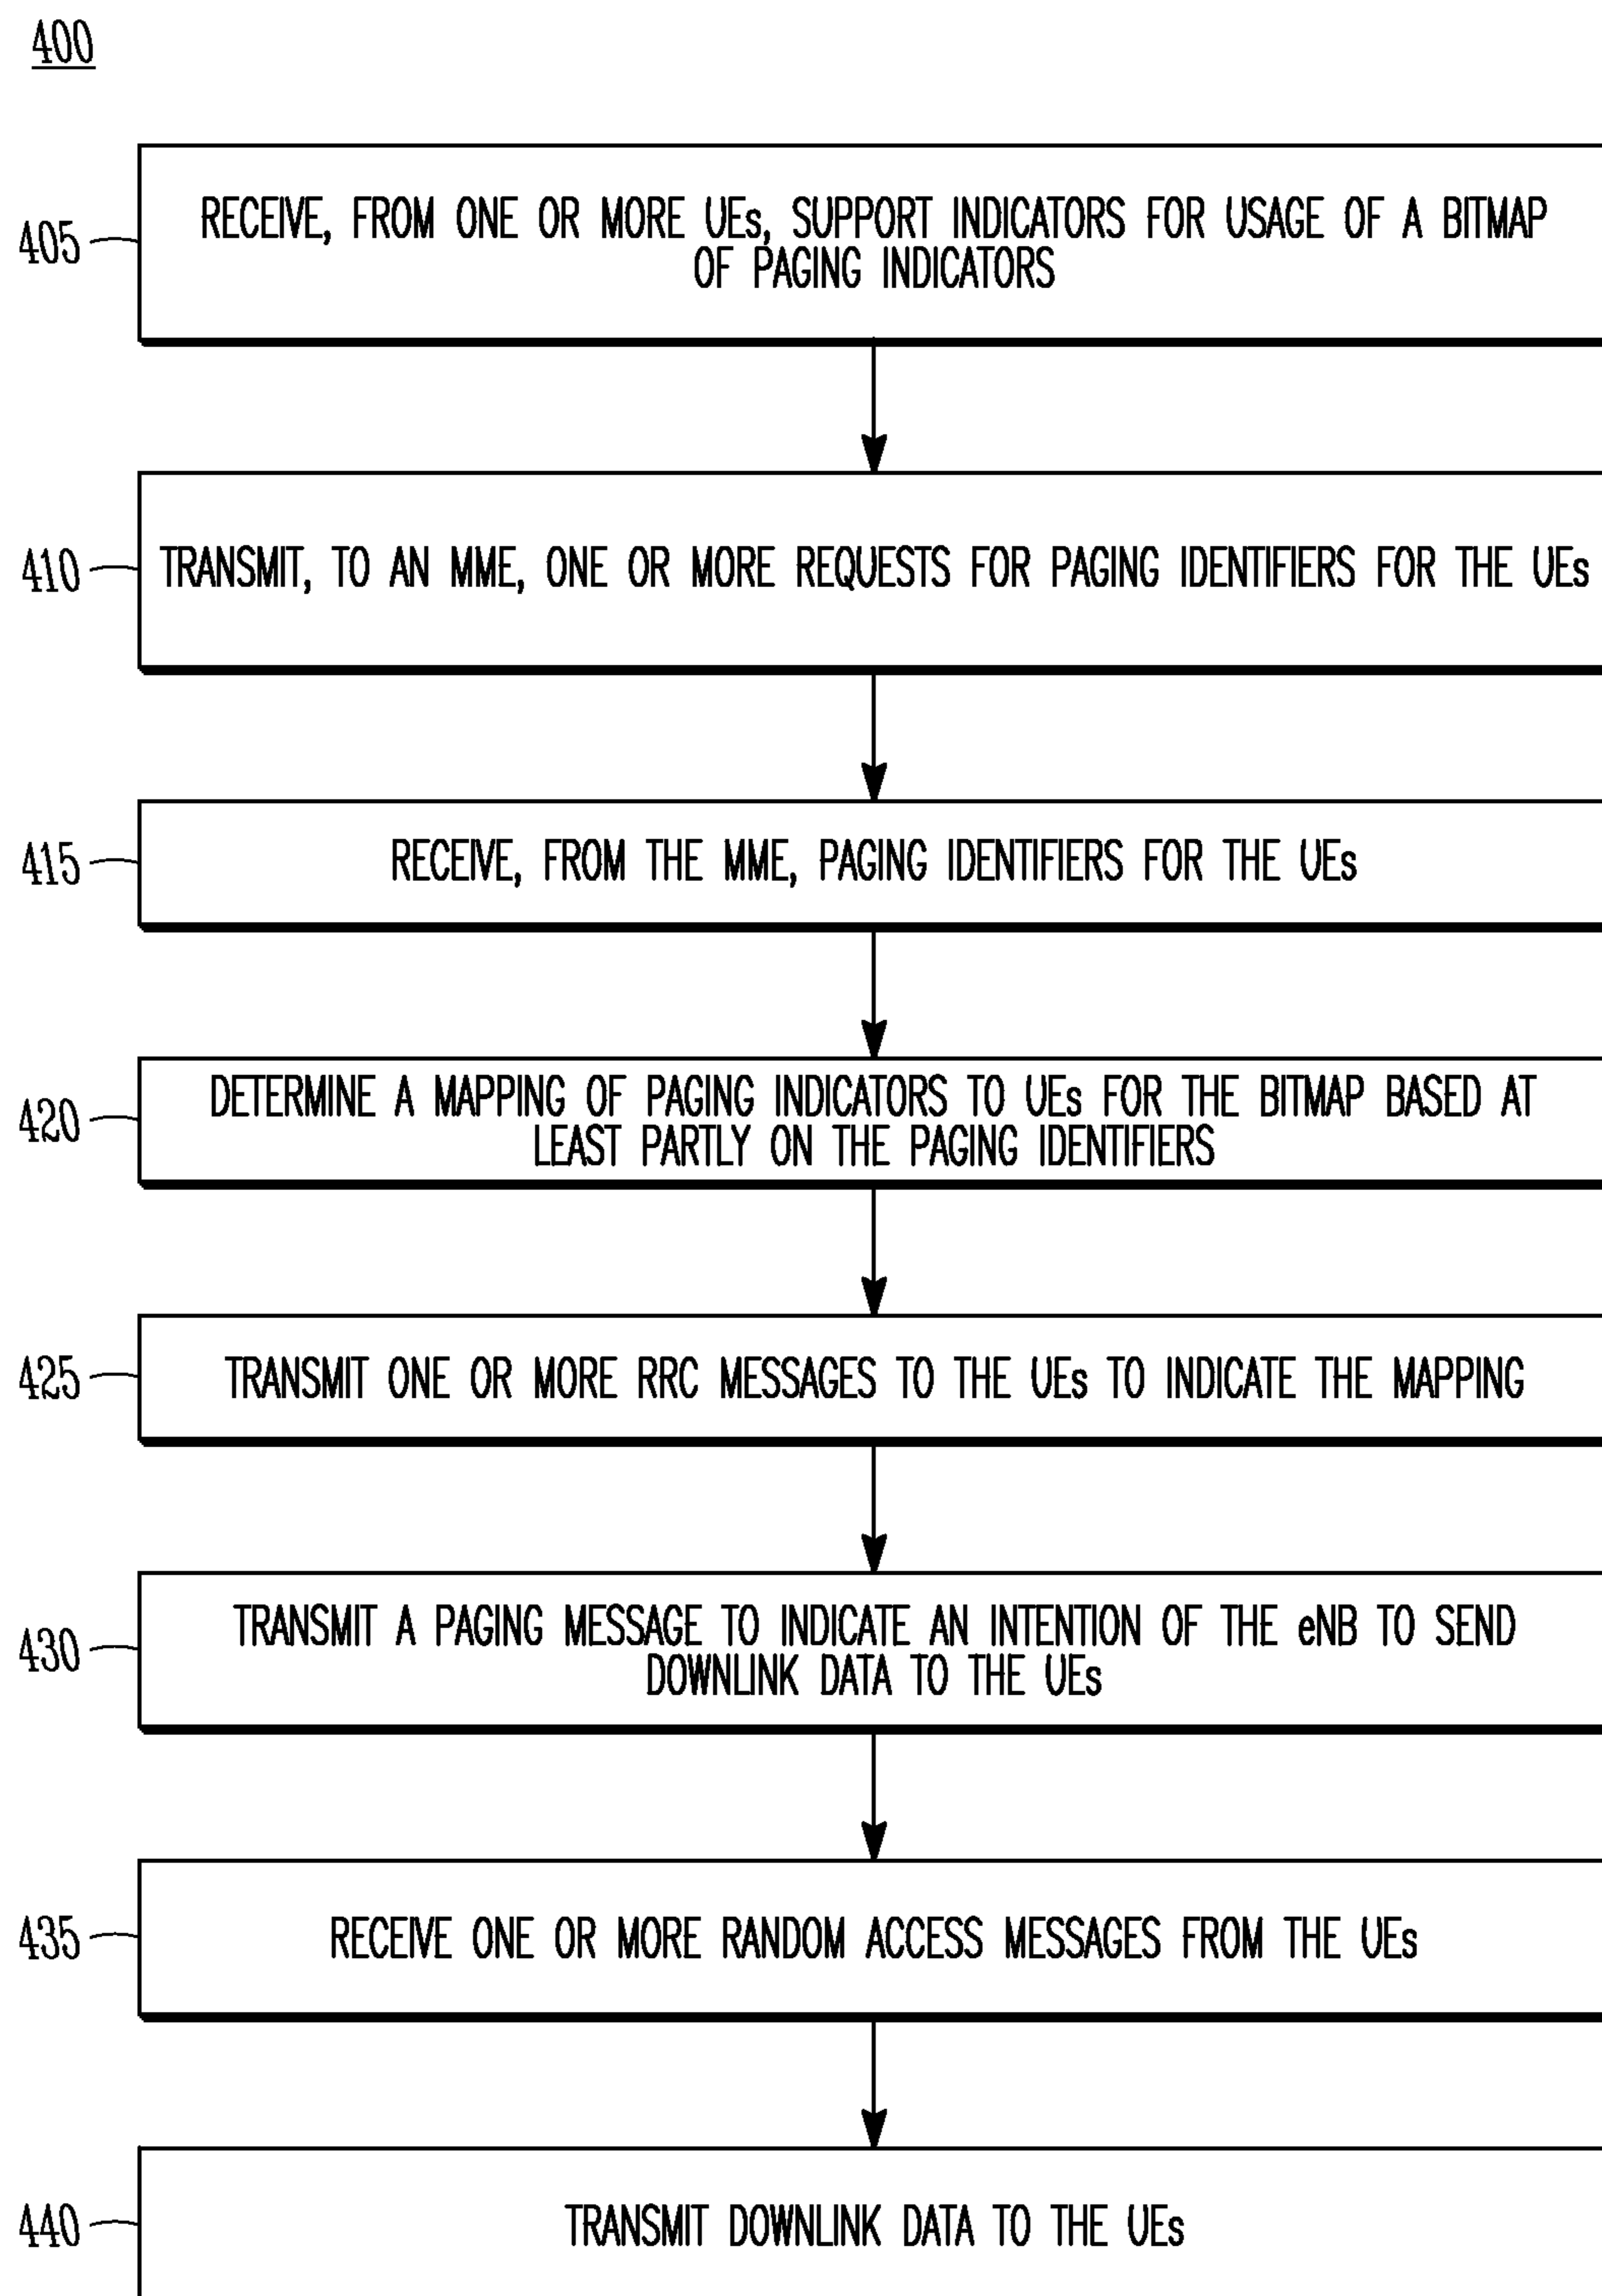 400
405
RECEIVE, FROM ONE OR MORE UEs, SUPPORT INDICATORS FOR USAGE OF A BITMAP
OF PAGING INDICATORS
410
TRANSMIT, TO AN MME, ONE OR MORE REQUESTS FOR PAGING IDENTIFIERS FOR THE UEs
415
RECEIVE, FROM THE MME, PAGING IDENTIFIERS FOR THE UEs
420
DETERMINE A MAPPING OF PAGING INDICATORS TO UEs FOR THE BITMAP BASED AT
LEAST PARTLY ON THE PAGING IDENTIFIERS
425
TRANSMIT ONE OR MORE RRC MESSAGES TO THE UEs TO INDICATE THE MAPPING
430
TRANSMIT A PAGING MESSAGE TO INDICATE AN INTENTION OF THE eNB TO SEND
DOWNLINK DATA TO THE UEs
435
RECEIVE ONE OR MORE RANDOM ACCESS MESSAGES FROM THE UEs
440
TRANSMIT DOWNLINK DATA TO THE UEs